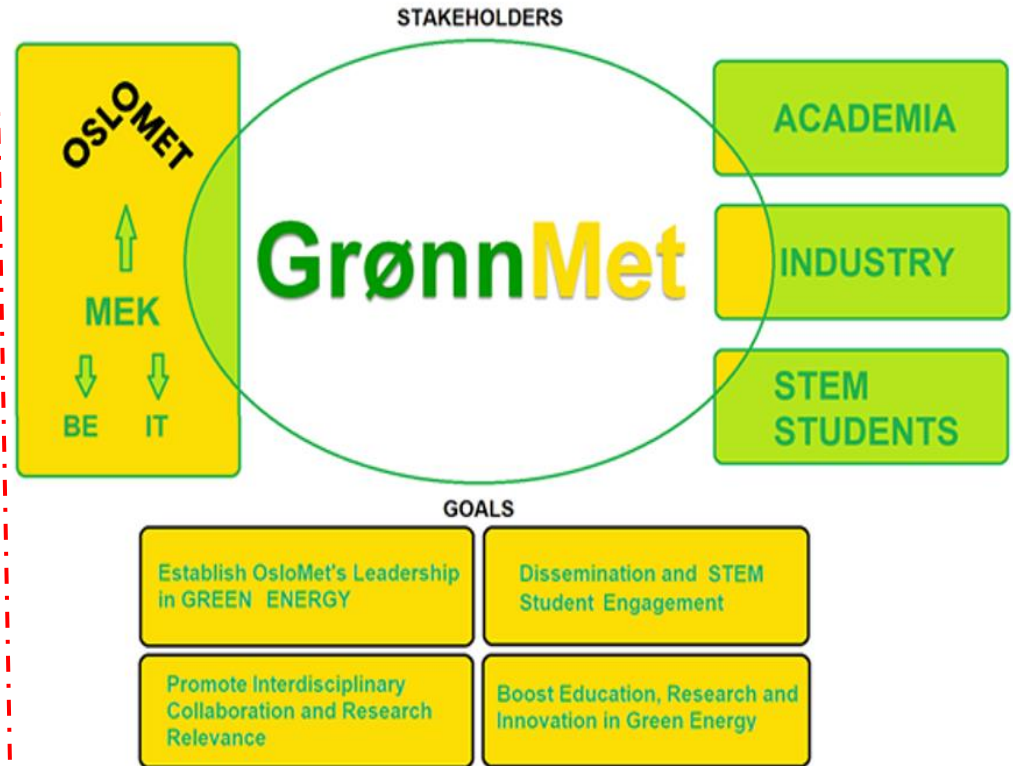 STAKEHOLDERS
OSLOMET
MEK
BE IT
GrønnMet
ACADEMIA
INDUSTRY
STEM
STUDENTS
GOALS
Establish OsloMet's Leadership
in GREEN ENERGY
Dissemination and STEM
Student Engagement
Promote Interdisciplinary
Collaboration and Research
Relevance
Boost Education, Research and
Innovation in Green Energy